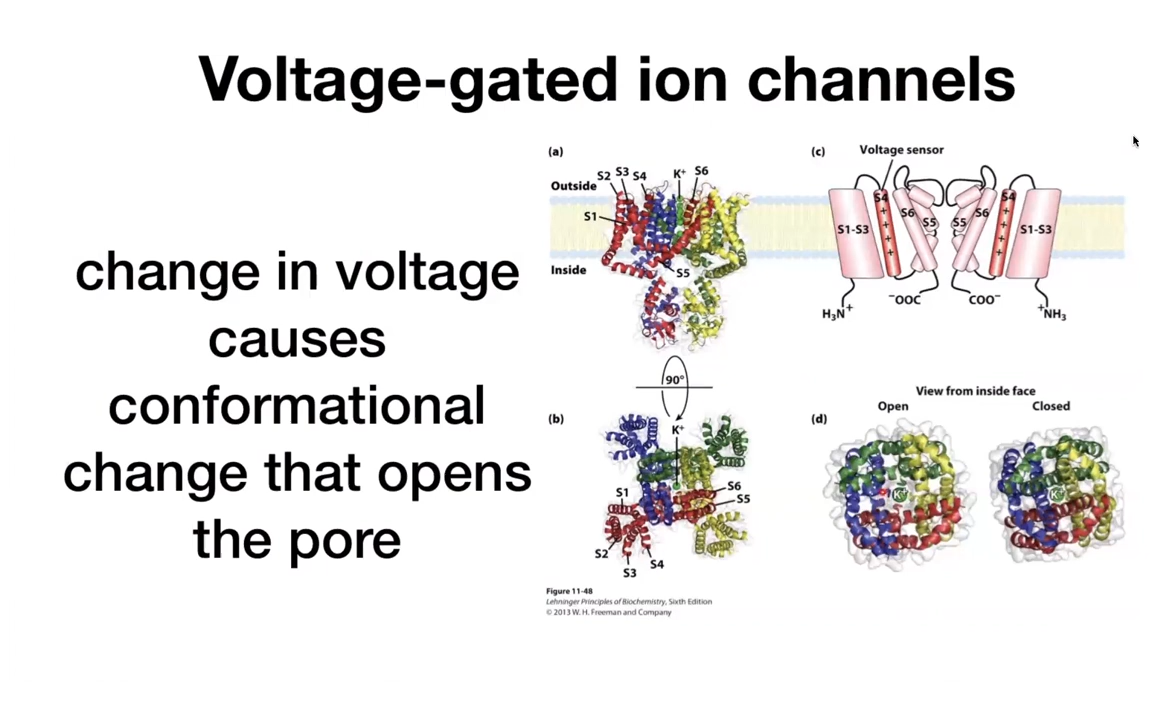 Voltage-gated ion channels
change in voltage
causes
conformational
change that opens
the pore
(a)
S2 S3 S4 K⁺ S6
Outside
S1
Inside
S5
90°
(b)
K⁺
S1
S6
S5
S2
S4
S3
(c)
Voltage sensor
S4 S4
+ +
S6 S5 S5 S6
+ +
S1-S3 S1-S3
+ +
+ +
⁻OOC COO⁻
H₃N⁺ ⁺NH₃
View from inside face
Open Closed
(d)
K⁺ K⁺
Figure 11-48
Lehninger Principles of Biochemistry, Sixth Edition
© 2013 W. H. Freeman and Company